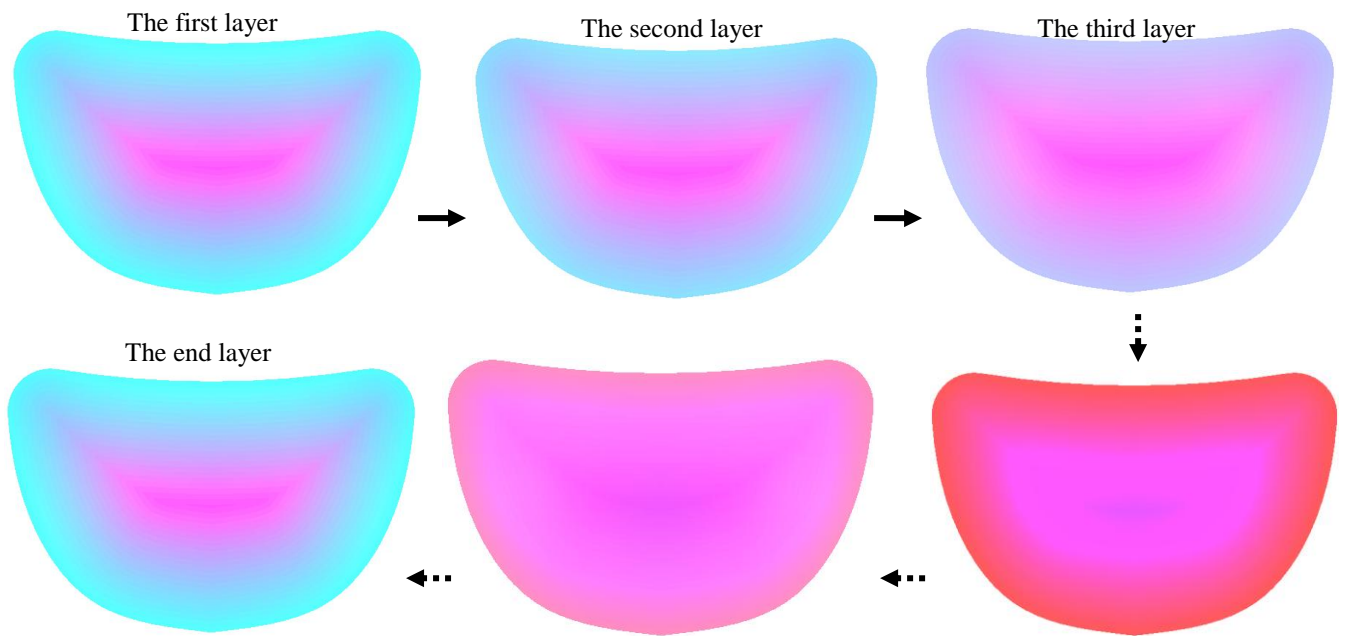 The first layer
The second layer
The third layer
The end layer